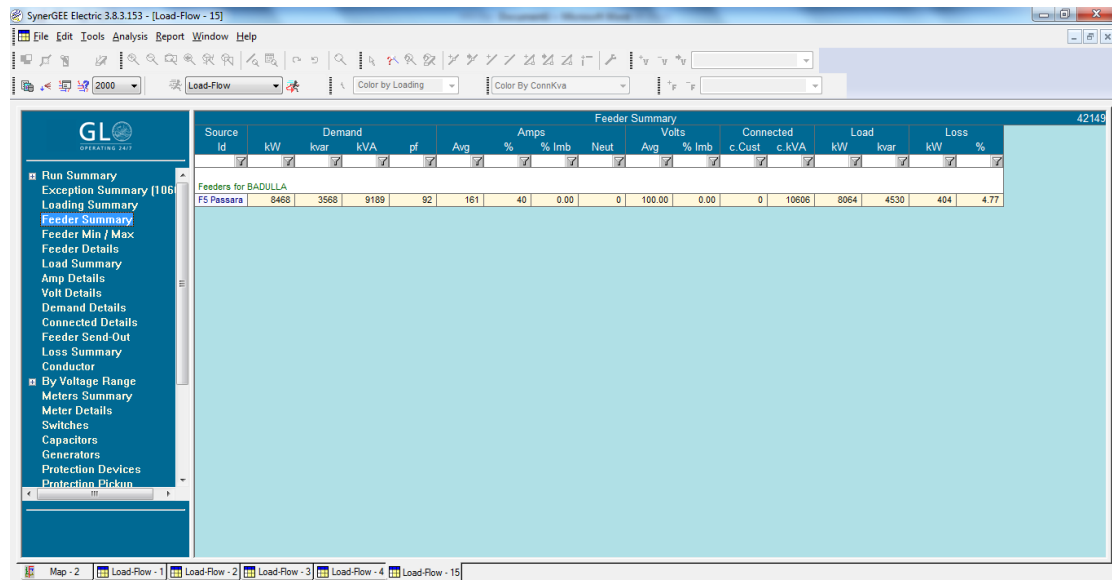 SynerGEE Electric 3.8.3.153 - [Load-Flow - 15]
File Edit Tools Analysis Report Window Help
2000 Load-Flow Color by Loading Color By ConnKva
GL
OPERATING 24/7
Run Summary
Exception Summary (106
Loading Summary
Feeder Summary
Feeder Min / Max
Feeder Details
Load Summary
Amp Details
Volt Details
Demand Details
Connected Details
Feeder Send-Out
Loss Summary
Conductor
By Voltage Range
Meters Summary
Meter Details
Switches
Capacitors
Generators
Protection Devices
Protection Pickup
Feeder Summary 42149
Source Demand Amps Volts Connected Load Loss
Id kW kvar kVA pf Avg % % Imb Neut Avg % Imb c.Cust c.kVA kW kvar kW %
Feeders for BADULLA
F5 Passara 8468 3568 9189 92 161 40 0.00 0 100.00 0.00 0 10606 8064 4530 404 4.77
Map - 2 Load-Flow - 1 Load-Flow - 2 Load-Flow - 3 Load-Flow - 4 Load-Flow - 15